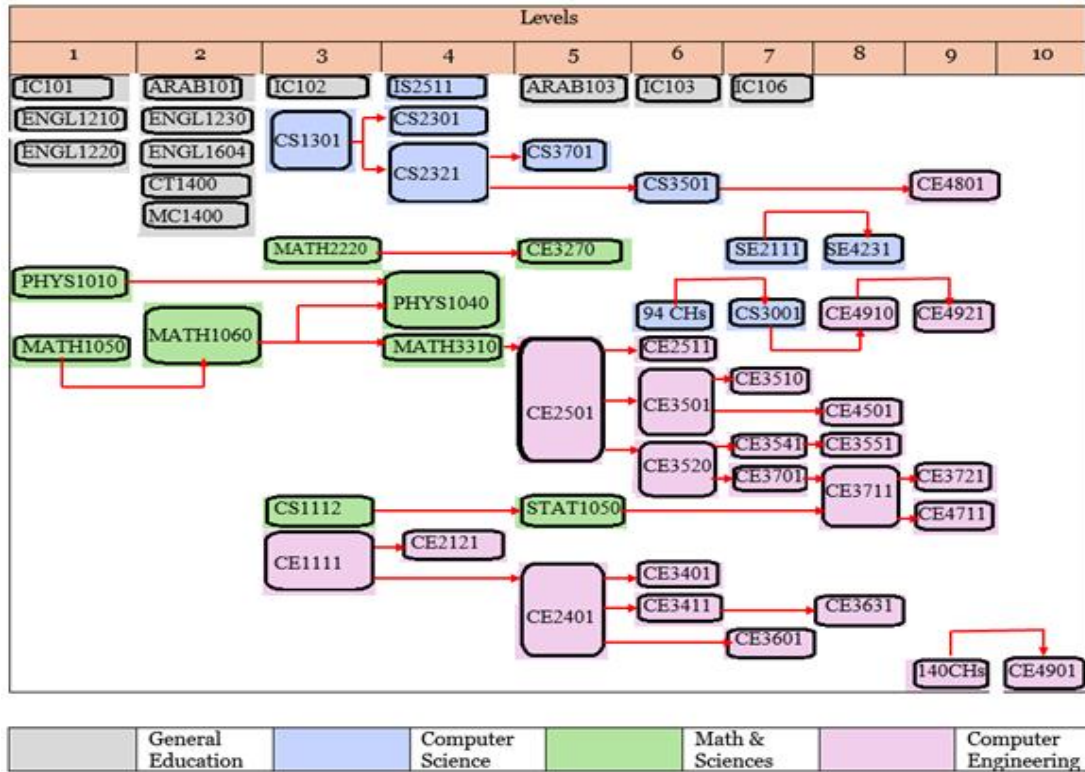 Levels
1 2 3 4 5 6 7 8 9 10
IC101 ARAB101 IC102 IS2511 ARAB103 IC103 IC106
ENGL1210 ENGL1230 CS1301 CS2301
ENGL1220 ENGL1604 CS2321 CS3701
CT1400 CS3501 CE4801
MC1400
MATH2220 CE3270 SE2111 SE4231
PHYS1010 PHYS1040
MATH1050 MATH1060 94 CHs CS3001 CE4910 CE4921
MATH3310 CE2511
CE2501 CE3501 CE3510
CE4501
CE3520 CE3541 CE3551
CE3701 CE3711 CE3721
CS1112 STAT1050 CE4711
CE1111 CE2121
CE2401 CE3401
CE3411 CE3631
CE3601
140CHs CE4901
General Computer Math & Computer
Education Science Sciences Engineering